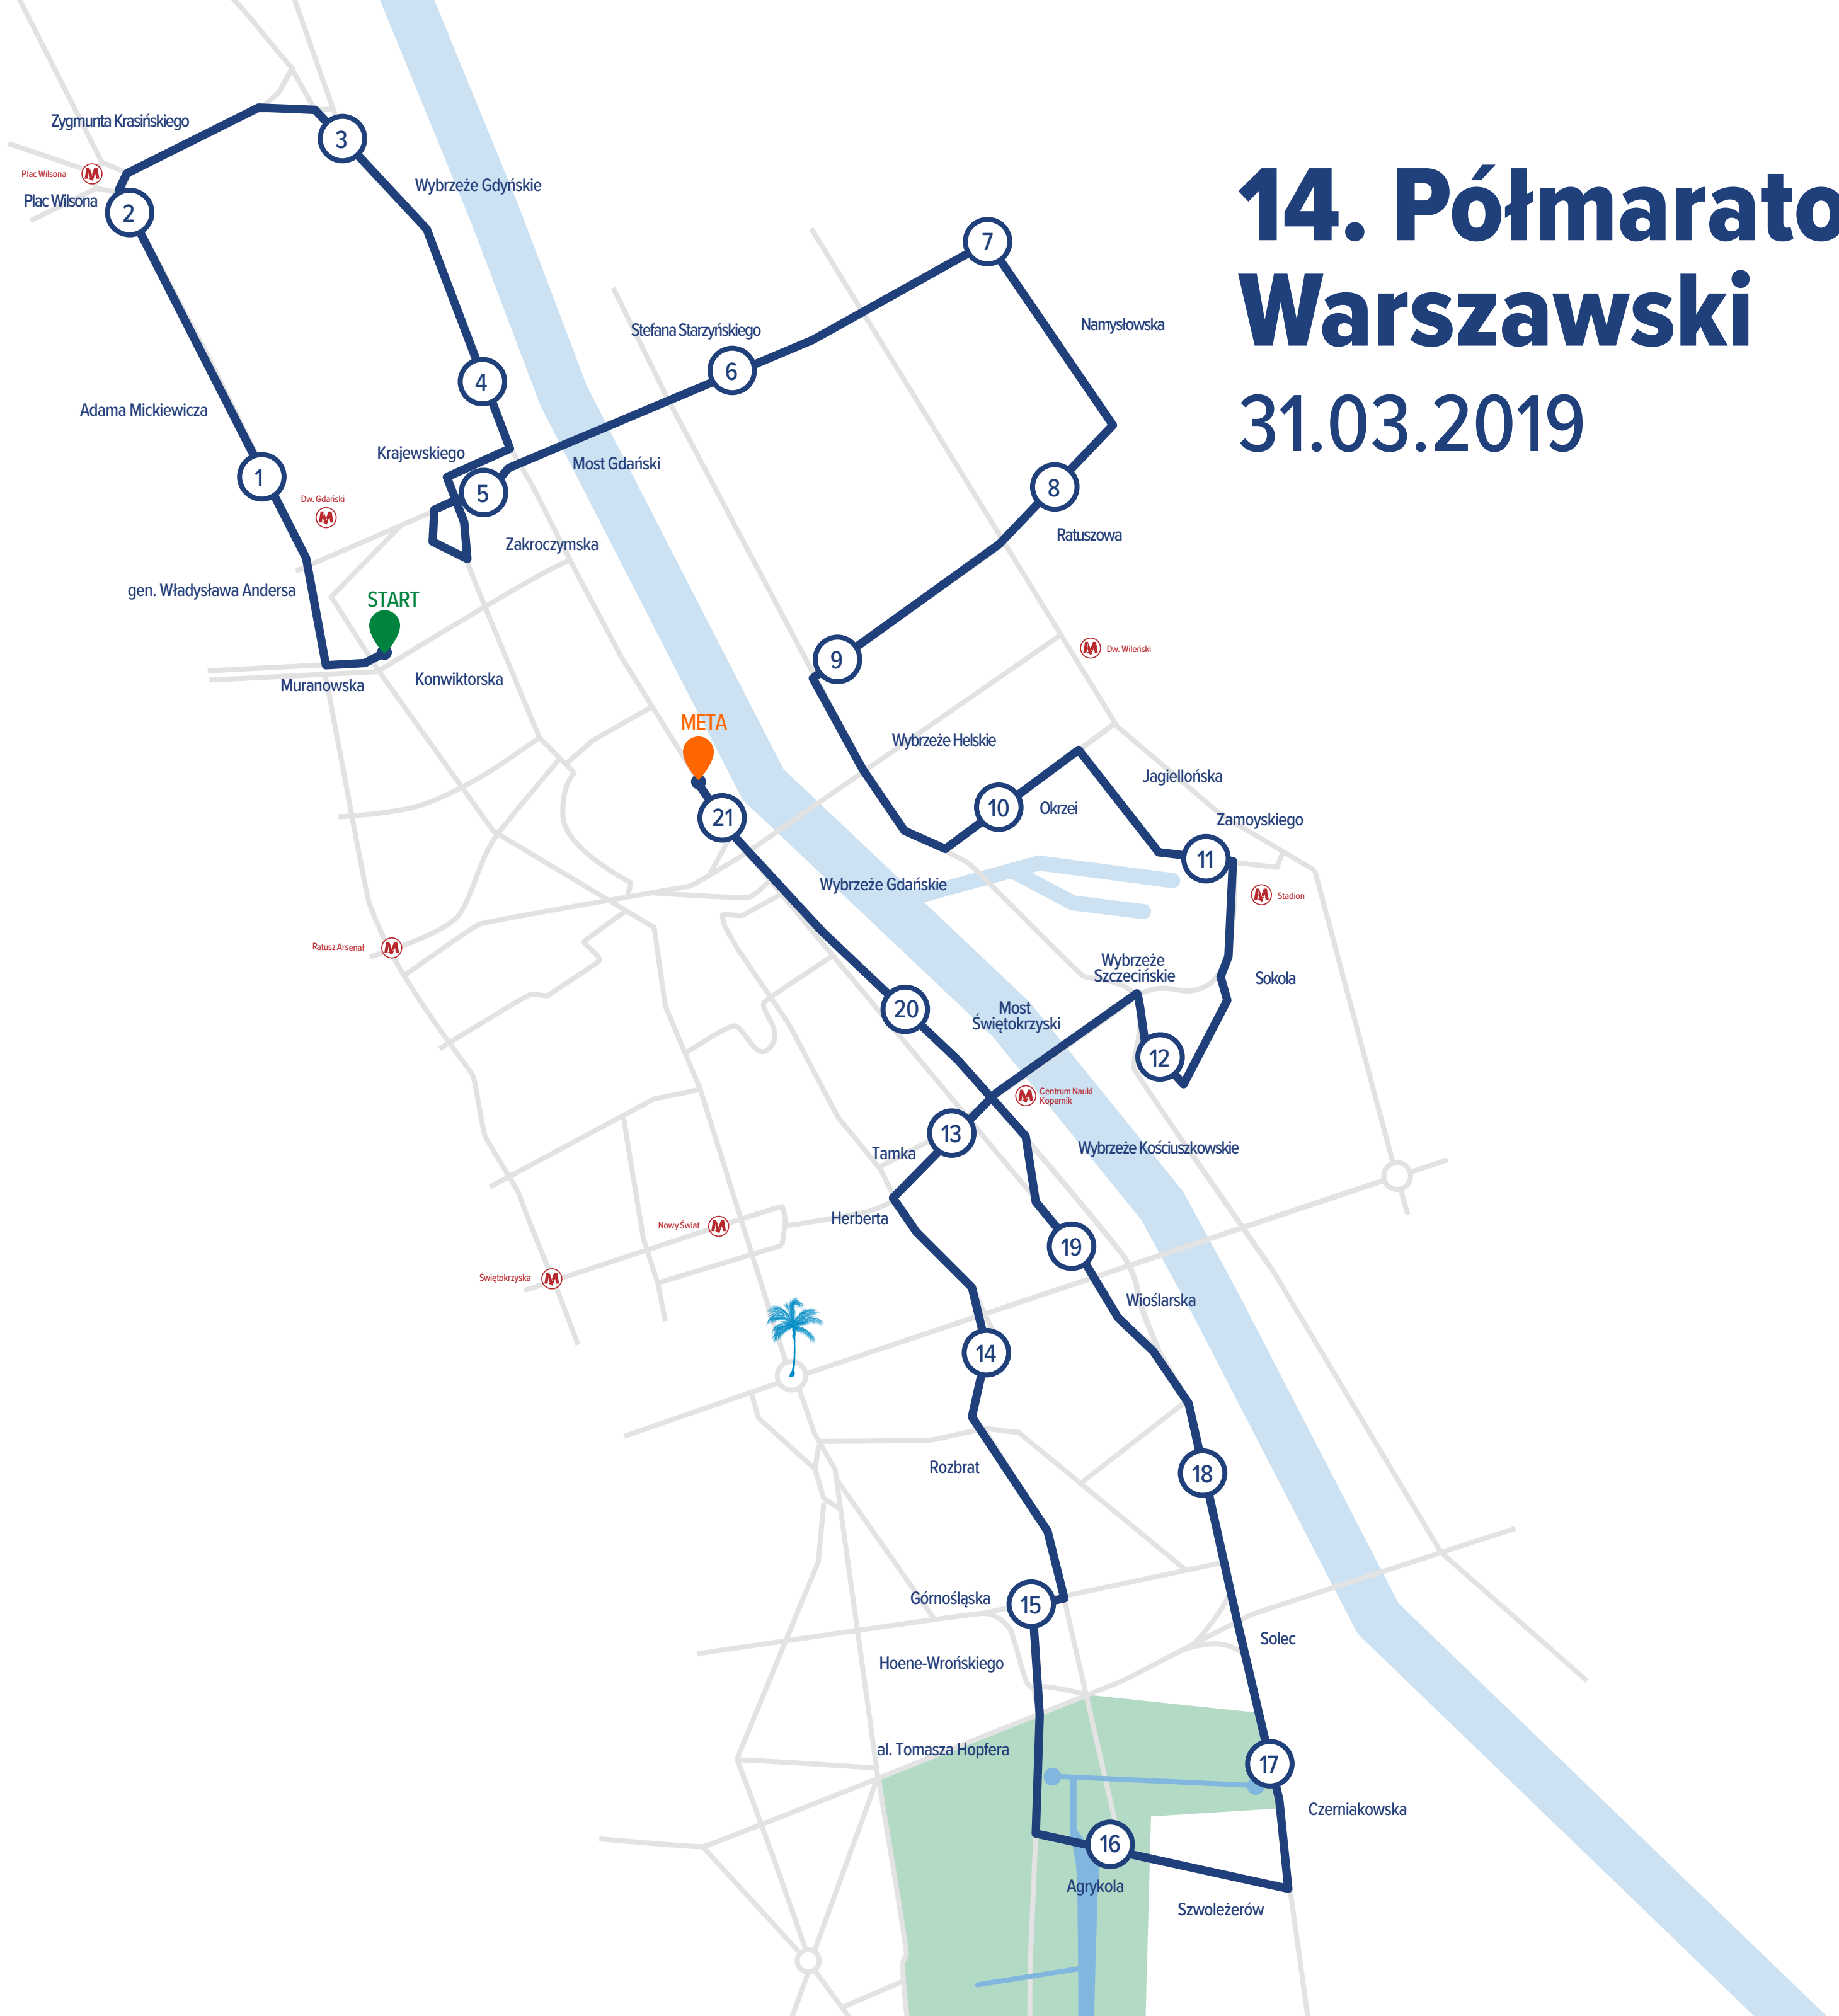 14. Półmarato
Warszawski
31.03.2019
Zygmunta Krasińskiego
3
Plac Wilsona
M
Wybrzeże Gdyńskie
Plac Wilsona
2
7
Stefana Starzyńskiego
Namysłowska
6
4
Adama Mickiewicza
Krajewskiego
Most Gdański
1
5
8
Dw. Gdański
M
Zakroczymska
Ratuszowa
gen. Władysława Andersa
START
9
M
Dw. Wileński
Muranowska
Konwiktorska
META
Wybrzeże Helskie
Jagiellońska
21
10
Okrzei
Zamoyskiego
11
Wybrzeże Gdańskie
M
Stadion
Ratusz Arsenał
M
Wybrzeże
Szczecińskie
Sokola
20
Most
Świętokrzyski
12
M
Centrum Nauki
Kopernik
13
Tamka
Wybrzeże Kościuszkowskie
Herberta
Nowy Świat
M
19
Świętokrzyska
M
Wioślarska
14
Rozbrat
18
Górnośląska
15
Solec
Hoene-Wrońskiego
al. Tomasza Hopfera
17
Czerniakowska
16
Agrykola
Szwoleżerów